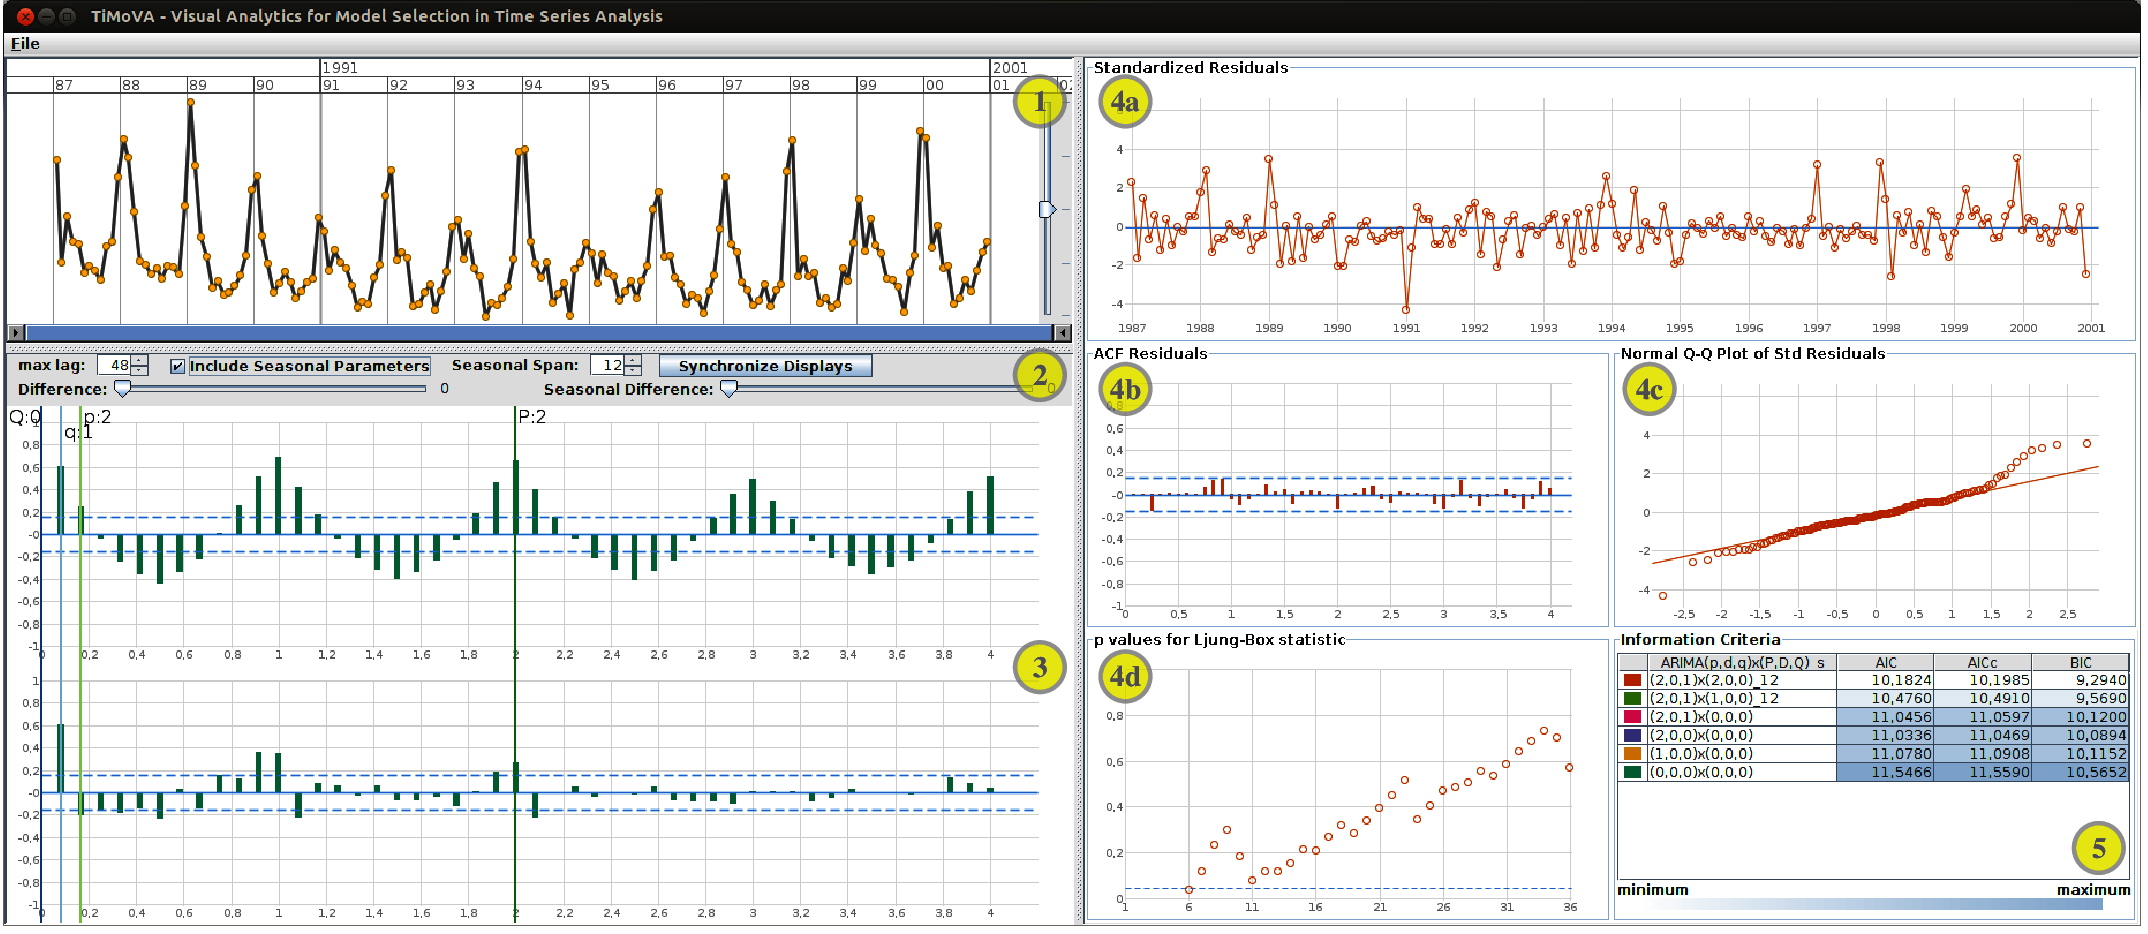 TiMoVA - Visual Analytics for Model Selection in Time Series Analysis
File
1991 2001
87 88 89 90 91 92 93 94 95 96 97 98 99 00 01 02
1
max lag: 48 Include Seasonal Parameters Seasonal Span: 12 Synchronize Displays
Difference: 0 Seasonal Difference: 0
2
Q:0 p:2 P:2
q:1
1
0,8
0,6
0,4
0,2
-0
-0,2
-0,4
-0,6
-0,8
-1
0 0,2 0,4 0,6 0,8 1 1,2 1,4 1,6 1,8 2 2,2 2,4 2,6 2,8 3 3,2 3,4 3,6 3,8 4
3
1
0,8
0,6
0,4
0,2
-0
-0,2
-0,4
-0,6
-0,8
-1
0 0,2 0,4 0,6 0,8 1 1,2 1,4 1,6 1,8 2 2,2 2,4 2,6 2,8 3 3,2 3,4 3,6 3,8 4
Standardized Residuals
4a
4
2
0
-2
-4
1987 1988 1989 1990 1991 1992 1993 1994 1995 1996 1997 1998 1999 2000 2001
ACF Residuals
4b
0,8
0,6
0,4
0,2
-0
-0,2
-0,4
-0,6
-0,8
-1
0 0,5 1 1,5 2 2,5 3 3,5 4
Normal Q-Q Plot of Std Residuals
4c
4
2
0
-2
-4
-2,5 -2 -1,5 -1 -0,5 0 0,5 1 1,5 2 2,5
p values for Ljung-Box statistic
4d
0,8
0,6
0,4
0,2
0
1 6 11 16 21 26 31 36
Information Criteria
ARIMA(p,d,q)x(P,D,Q)_s AIC AICc BIC
(2,0,1)x(2,0,0)_12 10,1824 10,1985 9,2940
(2,0,1)x(1,0,0)_12 10,4760 10,4910 9,5690
(2,0,1)x(0,0,0) 11,0456 11,0597 10,1200
(2,0,0)x(0,0,0) 11,0336 11,0469 10,0894
(1,0,0)x(0,0,0) 11,0780 11,0908 10,1152
(0,0,0)x(0,0,0) 11,5466 11,5590 10,5652
5
minimum maximum